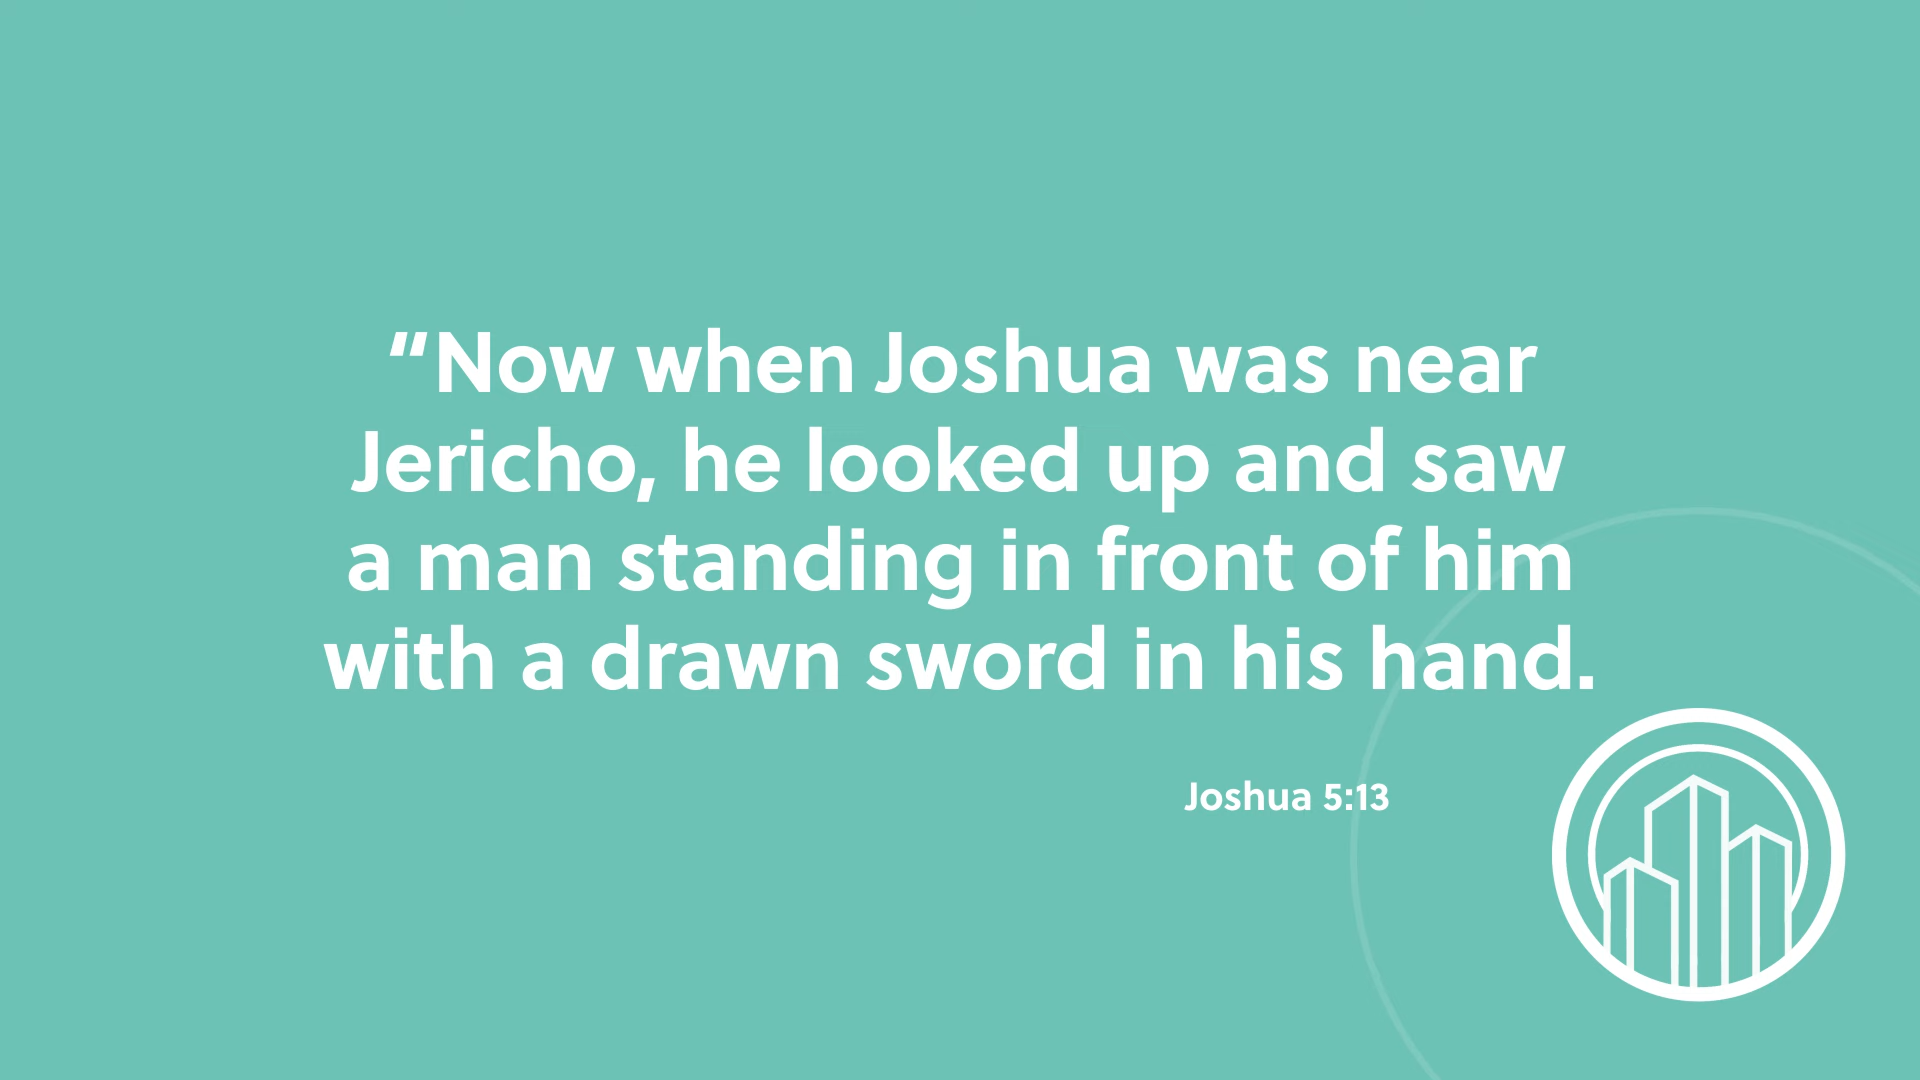 “Now when Joshua was near
Jericho, he looked up and saw
a man standing in front of him
with a drawn sword in his hand.
Joshua 5:13